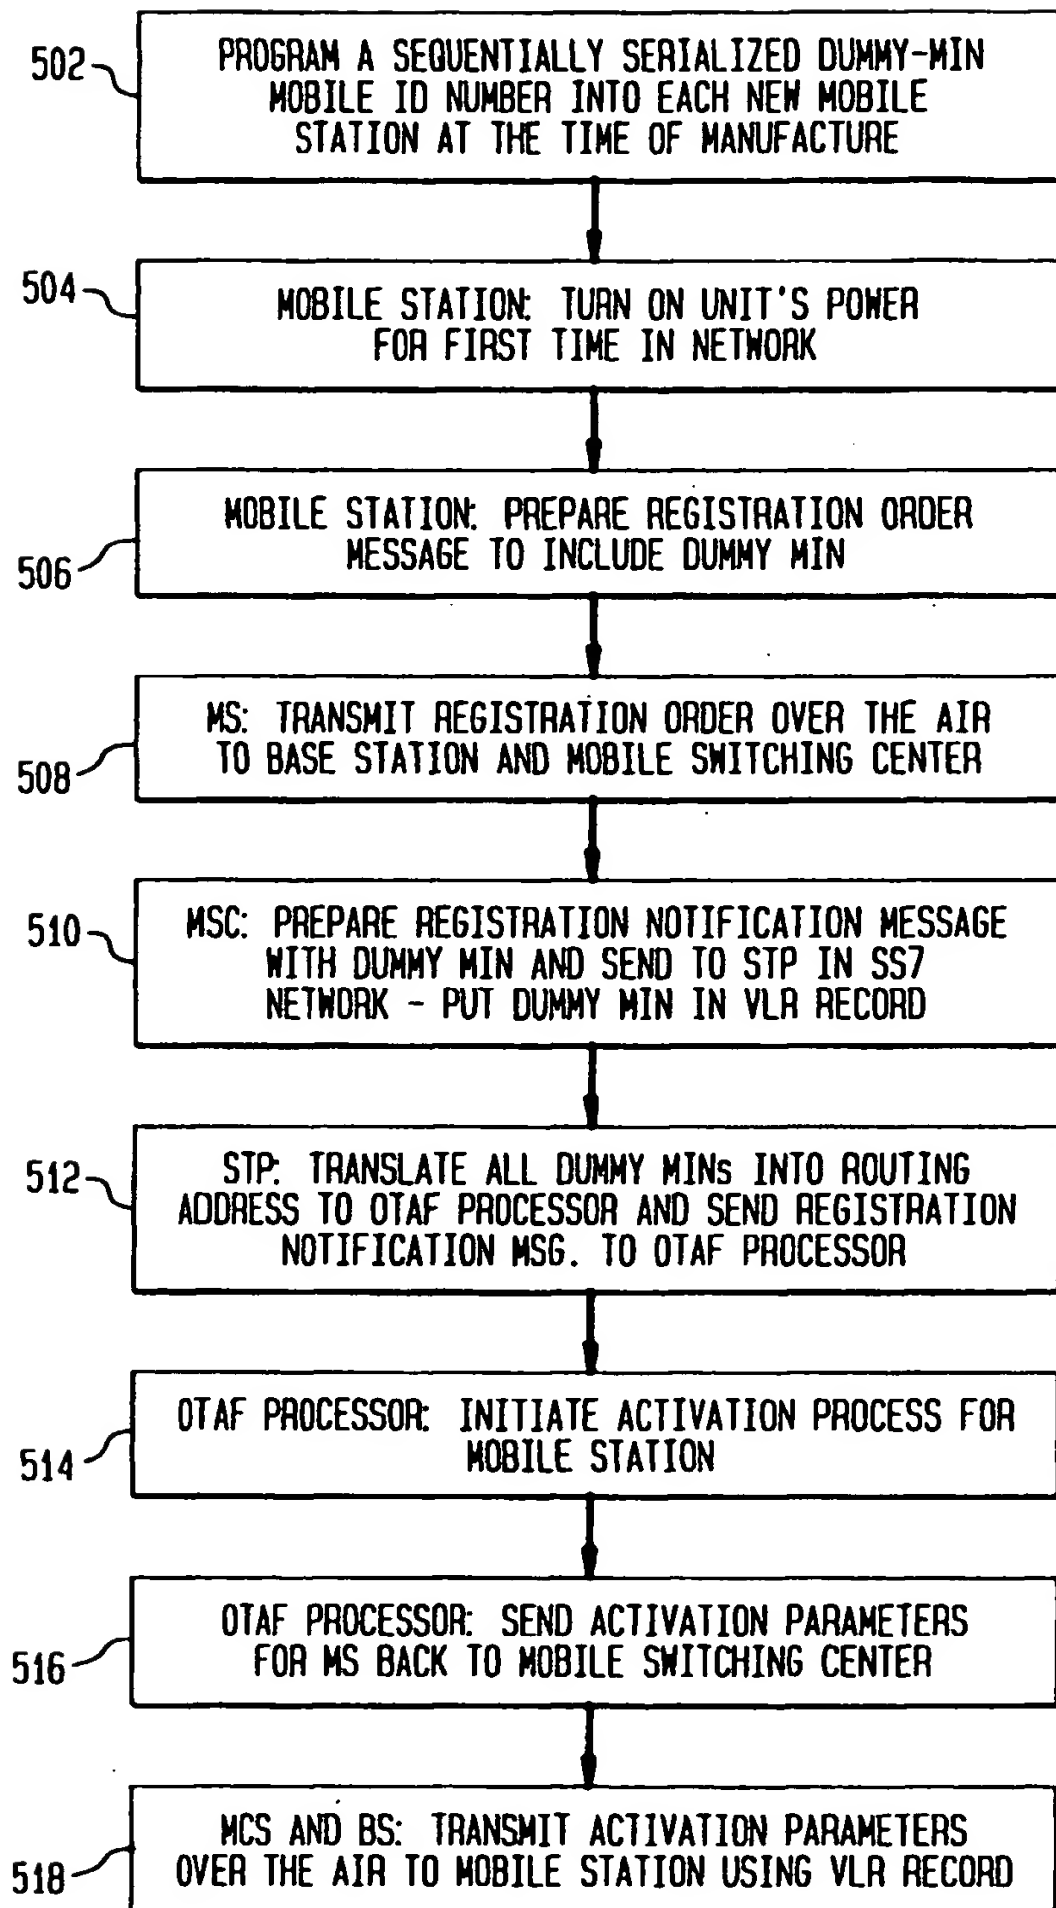 502
PROGRAM A SEQUENTIALLY SERIALIZED DUMMY-MIN
MOBILE ID NUMBER INTO EACH NEW MOBILE
STATION AT THE TIME OF MANUFACTURE
504
MOBILE STATION: TURN ON UNIT'S POWER
FOR FIRST TIME IN NETWORK
506
MOBILE STATION: PREPARE REGISTRATION ORDER
MESSAGE TO INCLUDE DUMMY MIN
508
MS: TRANSMIT REGISTRATION ORDER OVER THE AIR
TO BASE STATION AND MOBILE SWITCHING CENTER
510
MSC: PREPARE REGISTRATION NOTIFICATION MESSAGE
WITH DUMMY MIN AND SEND TO STP IN SS7
NETWORK - PUT DUMMY MIN IN VLR RECORD
512
STP: TRANSLATE ALL DUMMY MINs INTO ROUTING
ADDRESS TO OTAF PROCESSOR AND SEND REGISTRATION
NOTIFICATION MSG. TO OTAF PROCESSOR
514
OTAF PROCESSOR: INITIATE ACTIVATION PROCESS FOR
MOBILE STATION
516
OTAF PROCESSOR: SEND ACTIVATION PARAMETERS
FOR MS BACK TO MOBILE SWITCHING CENTER
518
MCS AND BS: TRANSMIT ACTIVATION PARAMETERS
OVER THE AIR TO MOBILE STATION USING VLR RECORD